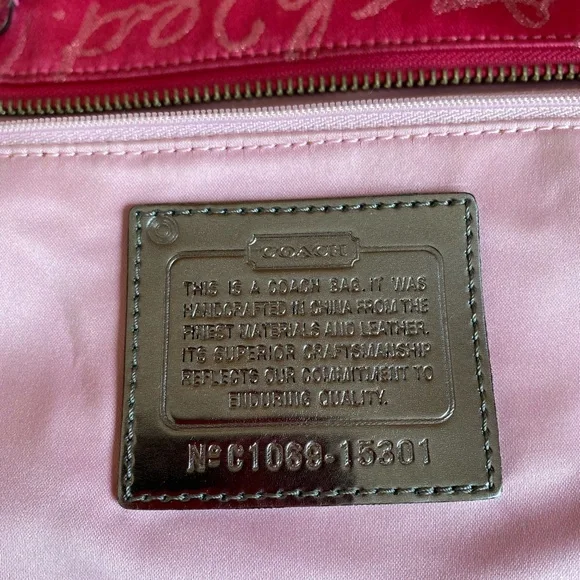 COACH
THIS IS A COACH BAG. IT WAS
HANDCRAFTED IN CHINA FROM THE
FINEST MATERIALS AND LEATHER.
ITS SUPERIOR CRAFTSMANSHIP
REFLECTS OUR COMMITMENT TO
ENDURING QUALITY.
Nº C1069-15301